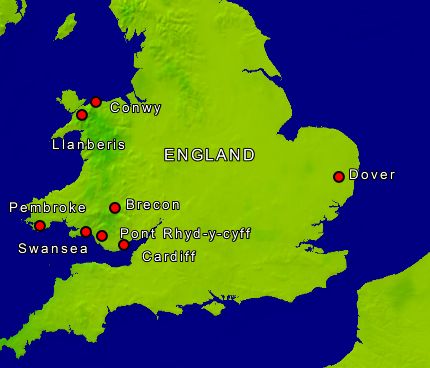 Conwy
Llanberis
ENGLAND
Dover
Brecon
Pembroke
Pont Rhyd-y-cyff
Swansea
Cardiff